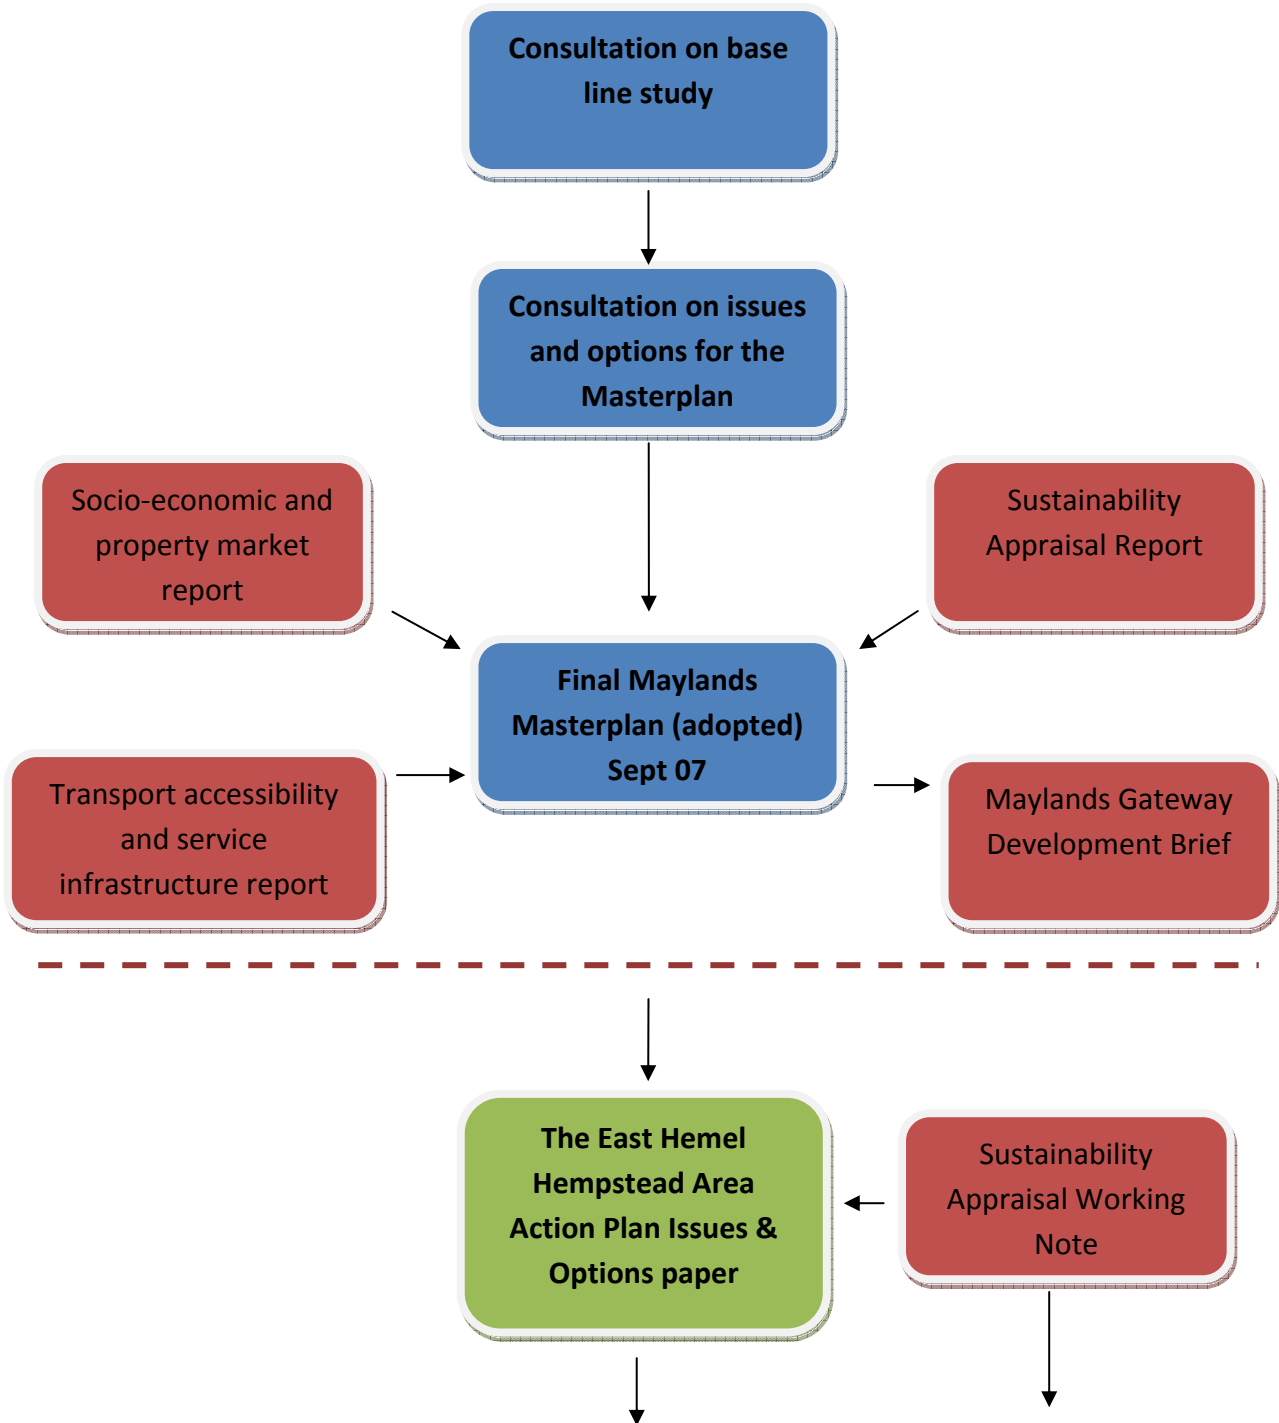 Consultation on base
line study
Consultation on issues
and options for the
Masterplan
Socio-economic and
property market
report
Sustainability
Appraisal Report
Final Maylands
Masterplan (adopted)
Sept 07
Transport accessibility
and service
infrastructure report
Maylands Gateway
Development Brief
The East Hemel
Hempstead Area
Action Plan Issues &
Options paper
Sustainability
Appraisal Working
Note